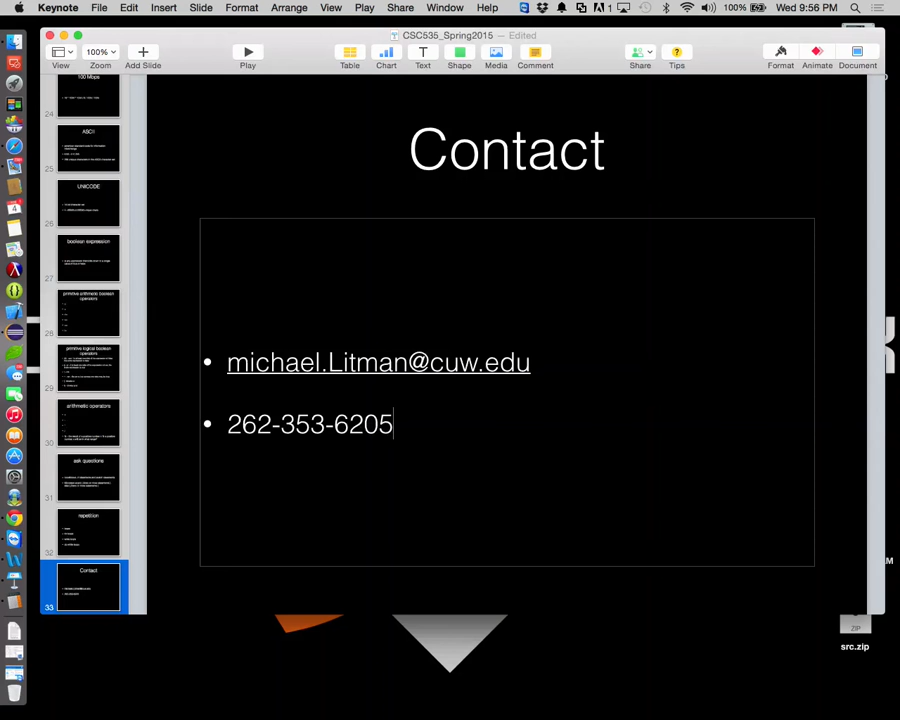 Keynote File Edit Insert Slide Format Arrange View Play Share Window Help 1 100% Wed 9:56 PM
CSC535_Spring2015 — Edited
100%
View Zoom Add Slide Play Table Chart Text Shape Media Comment Share Tips Format Animate Document
100 Mbps
24
ASCII
25
UNICODE
26
boolean expression
27
primitive arithmetic boolean
operators
28
primitive logical boolean
operators
29
arithmetic operators
30
ask questions
31
repetition
32
Contact
33
Contact
• michael.Litman@cuw.edu
• 262-353-6205
ZIP
src.zip